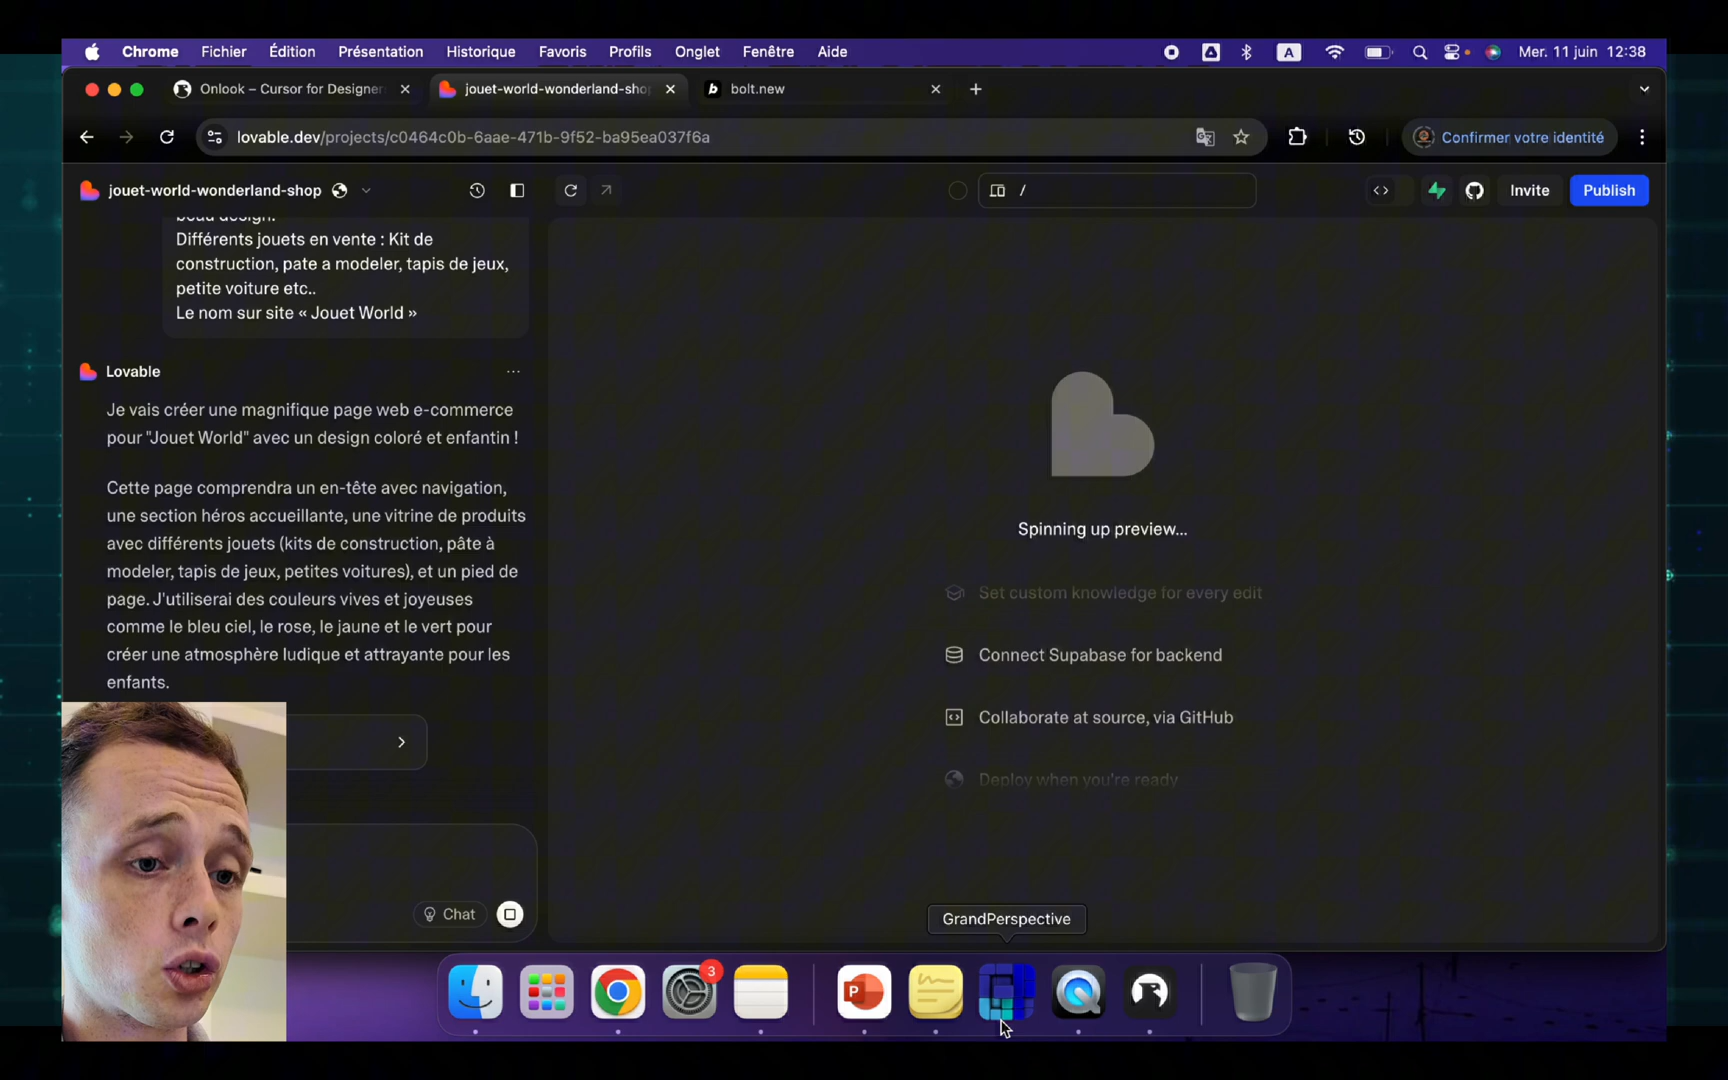 Chrome Fichier Édition Présentation Historique Favoris Profils Onglet Fenêtre Aide A Mer. 11 juin 12:38
Onlook – Cursor for Designer jouet-world-wonderland-sho bolt.new
lovable.dev/projects/c0464c0b-6aae-471b-9f52-ba95ea037f6a Confirmer votre identité
jouet-world-wonderland-shop / Invite Publish
beau design.
Différents jouets en vente : Kit de
construction, pate a modeler, tapis de jeux,
petite voiture etc..
Le nom sur site « Jouet World »
Lovable
Je vais créer une magnifique page web e-commerce
pour "Jouet World" avec un design coloré et enfantin !
Cette page comprendra un en-tête avec navigation,
une section héros accueillante, une vitrine de produits
avec différents jouets (kits de construction, pâte à
modeler, tapis de jeux, petites voitures), et un pied de
page. J'utiliserai des couleurs vives et joyeuses
comme le bleu ciel, le rose, le jaune et le vert pour
créer une atmosphère ludique et attrayante pour les
enfants.
Chat
Spinning up preview...
Set custom knowledge for every edit
Connect Supabase for backend
Collaborate at source, via GitHub
Deploy when you're ready
GrandPerspective
3
P